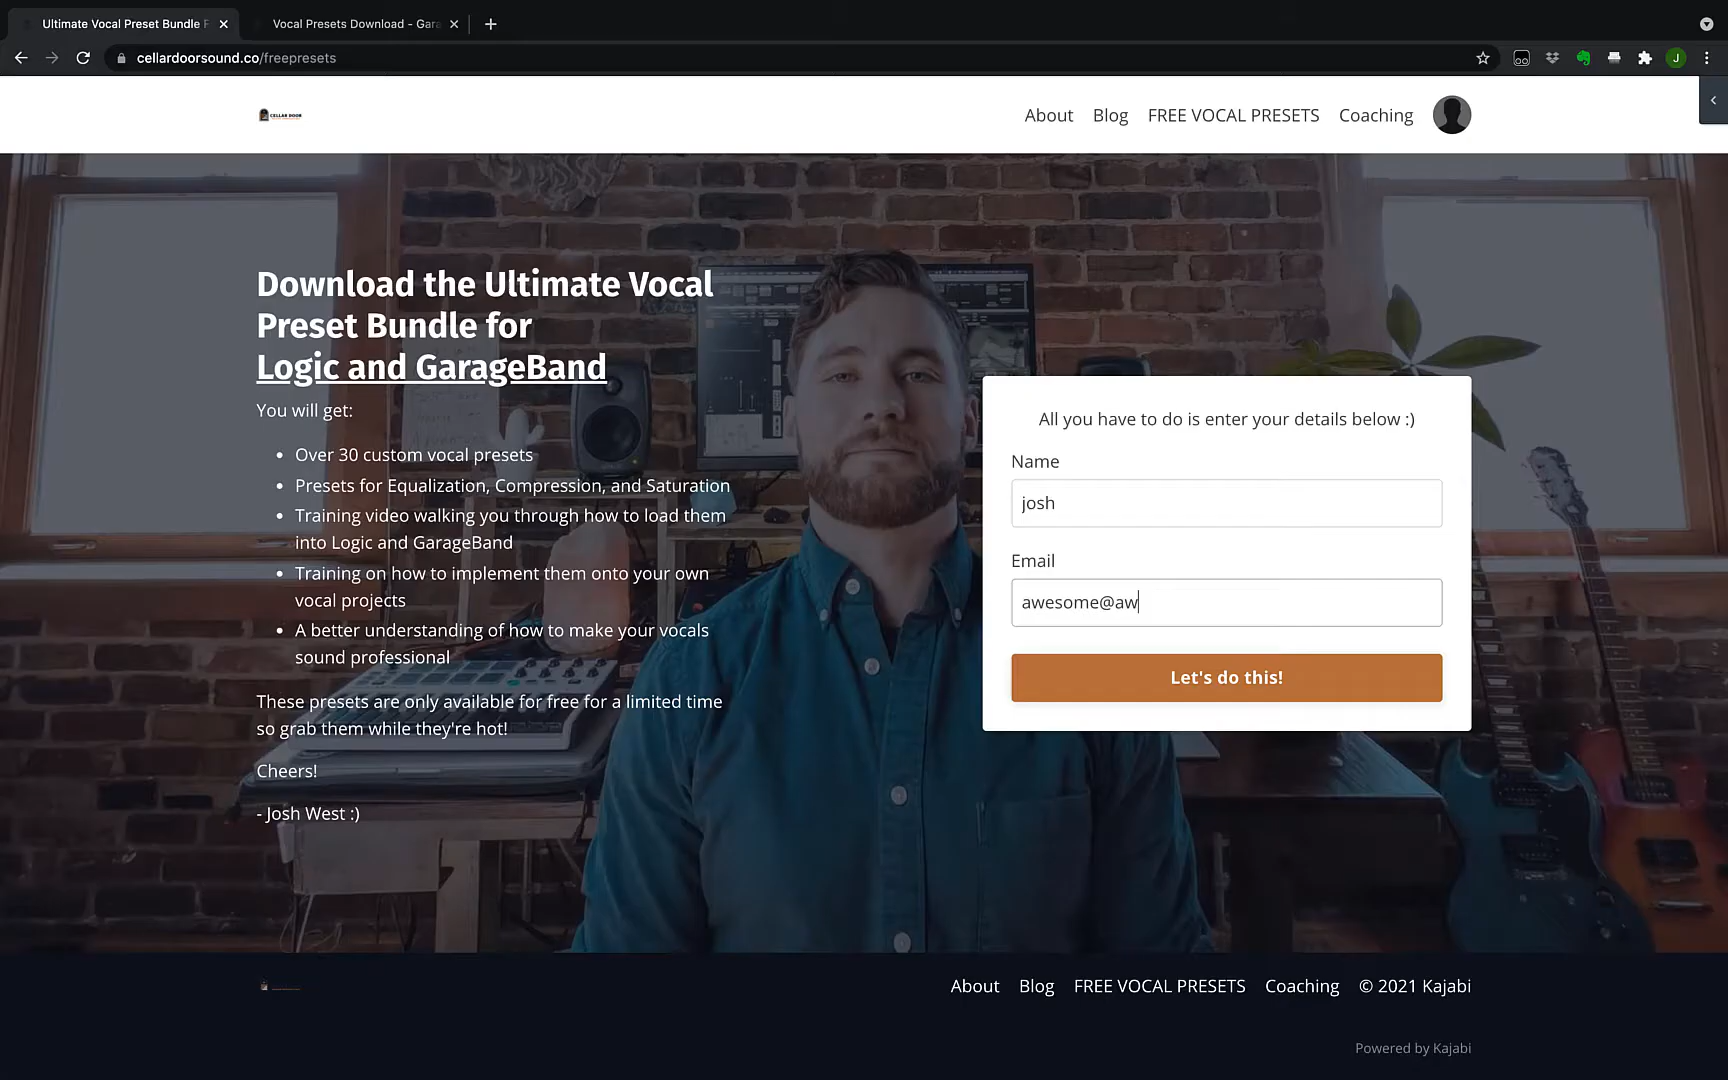 Ultimate Vocal Preset Bundle F
Vocal Presets Download - Gara
cellardoorsound.co/freepresets
J
CELLAR DOOR
About
Blog
FREE VOCAL PRESETS
Coaching
Download the Ultimate Vocal
Preset Bundle for
Logic and GarageBand
You will get:
• Over 30 custom vocal presets
• Presets for Equalization, Compression, and Saturation
• Training video walking you through how to load them
into Logic and GarageBand
• Training on how to implement them onto your own
vocal projects
• A better understanding of how to make your vocals
sound professional
These presets are only available for free for a limited time
so grab them while they're hot!
Cheers!
- Josh West :)
All you have to do is enter your details below :)
Name
josh
Email
awesome@aw
Let's do this!
About
Blog
FREE VOCAL PRESETS
Coaching
© 2021 Kajabi
Powered by Kajabi